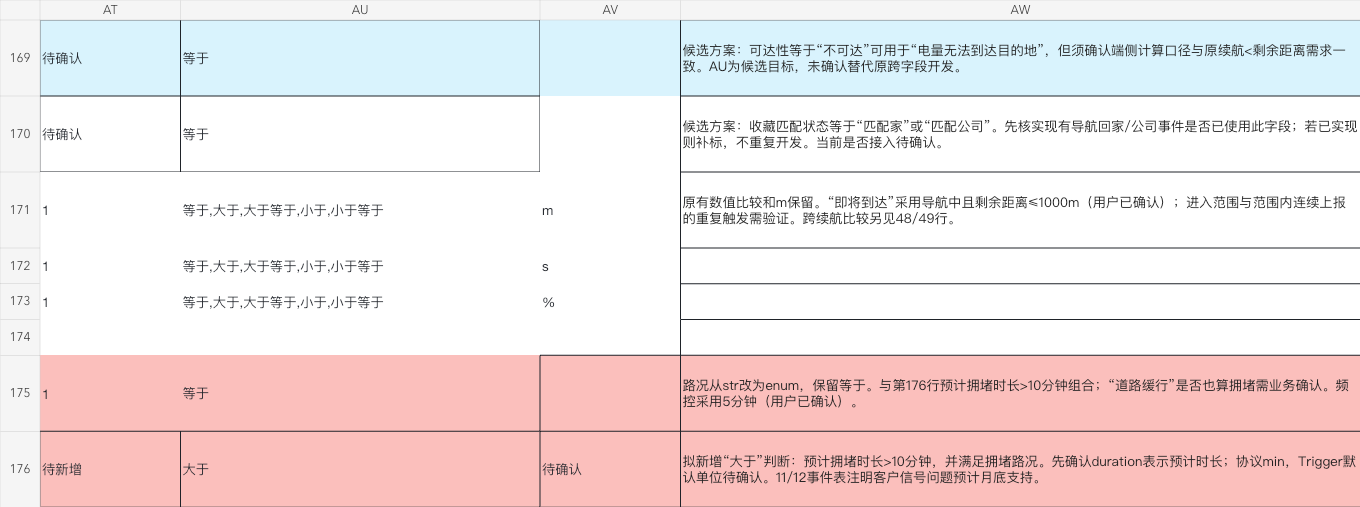 AT AU AV AW
169 待确认 等于 候选方案：可达性等于“不可达”可用于“电量无法到达目的地”，但须确认端侧计算口径与原续航<剩余距离需求一
致。AU为候选目标，未确认替代原跨字段开发。
170 待确认 等于 候选方案：收藏匹配状态等于“匹配家”或“匹配公司”。先核实现有导航回家/公司事件是否已使用此字段；若已实现
则补标，不重复开发。当前是否接入待确认。
171 1 等于,大于,大于等于,小于,小于等于 m 原有数值比较和m保留。“即将到达”采用导航中且剩余距离≤1000m（用户已确认）；进入范围与范围内连续上报
的重复触发需验证。跨续航比较另见48/49行。
172 1 等于,大于,大于等于,小于,小于等于 s
173 1 等于,大于,大于等于,小于,小于等于 %
174
175 1 等于 路况从str改为enum，保留等于。与第176行预计拥堵时长>10分钟组合；“道路缓行”是否也算拥堵需业务确认。频
控采用5分钟（用户已确认）。
176 待新增 大于 待确认 拟新增“大于”判断：预计拥堵时长>10分钟，并满足拥堵路况。先确认duration表示预计时长；协议min，Trigger默
认单位待确认。11/12事件表注明客户信号问题预计月底支持。